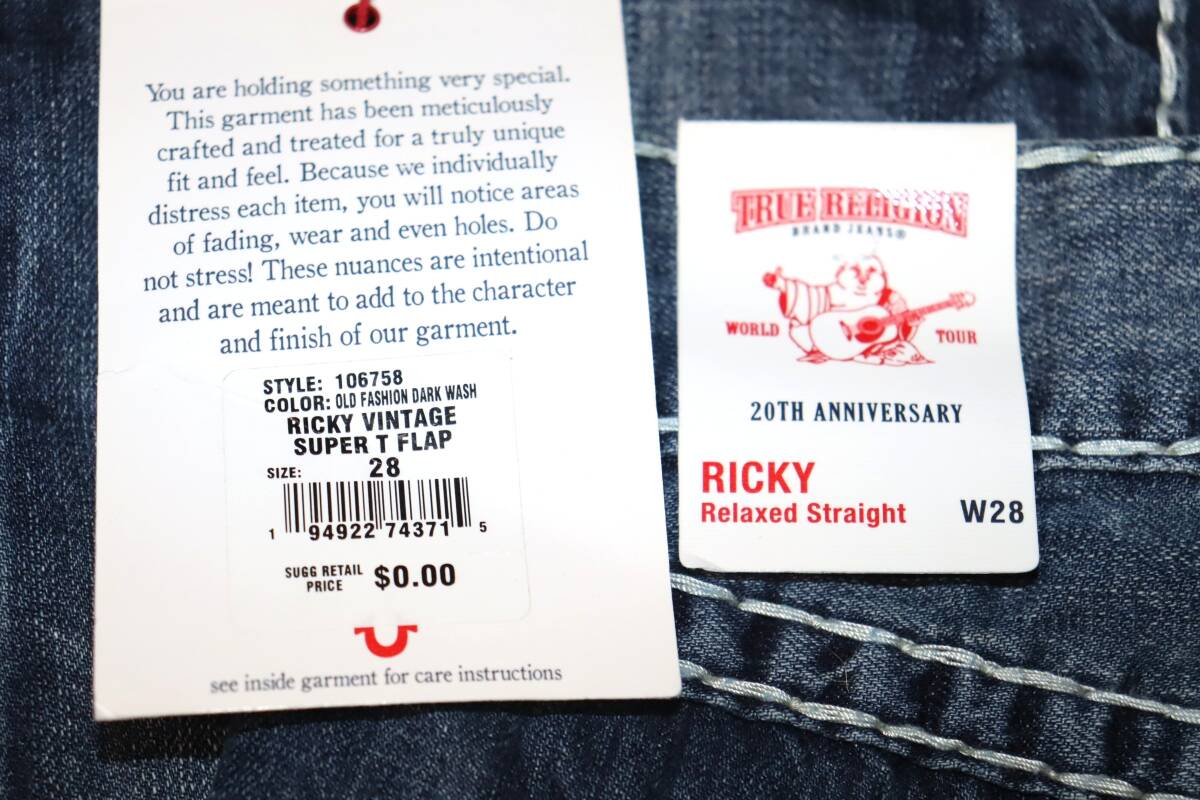 You are holding something very special.
This garment has been meticulously
crafted and treated for a truly unique
fit and feel. Because we individually
distress each item, you will notice areas
of fading, wear and even holes. Do
not stress! These nuances are intentional
and are meant to add to the character
and finish of our garment.
STYLE: 106758
COLOR: OLD FASHION DARK WASH
RICKY VINTAGE
SUPER T FLAP
SIZE: 28
1 94922 74371 5
SUGG RETAIL
PRICE $0.00
see inside garment for care instructions
TRUE RELIGION
BRAND JEANS®
WORLD TOUR
20TH ANNIVERSARY
RICKY
Relaxed Straight W28